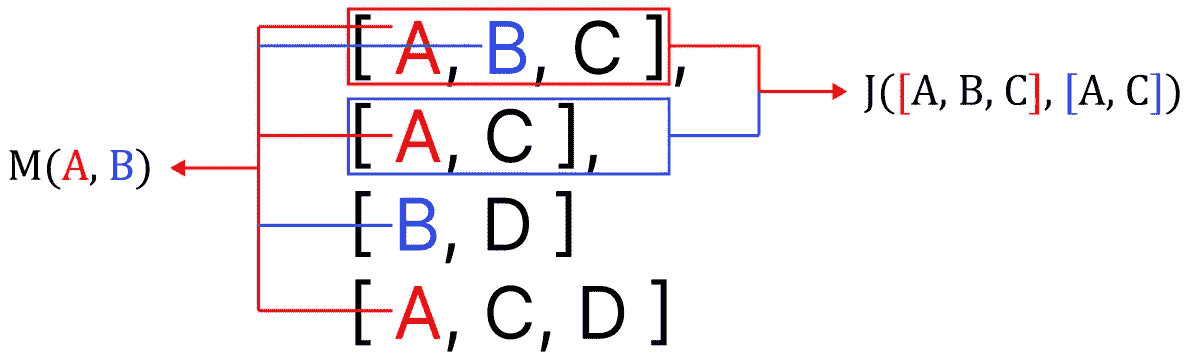 [ A, B, C ],
[ A, C ],
[ B, D ]
[ A, C, D ]
M(A, B)
J([A, B, C], [A, C])